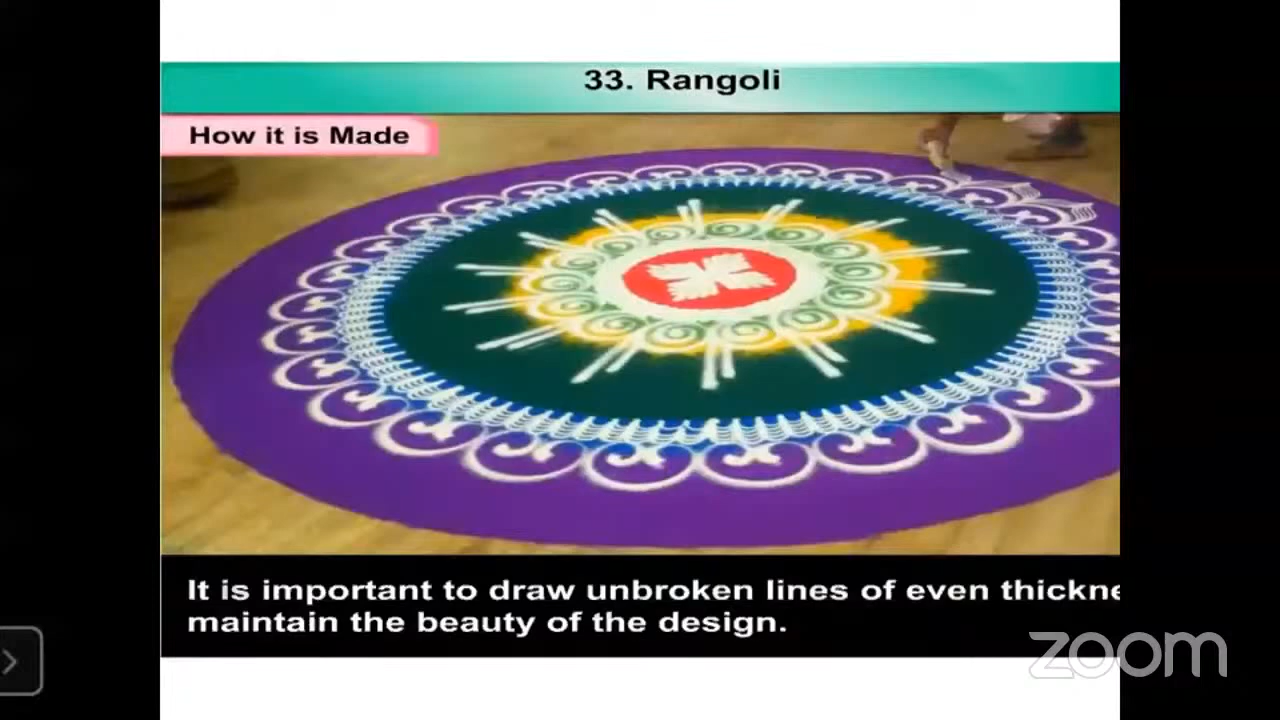 33. Rangoli
How it is Made
It is important to draw unbroken lines of even thickne
maintain the beauty of the design.
zoom